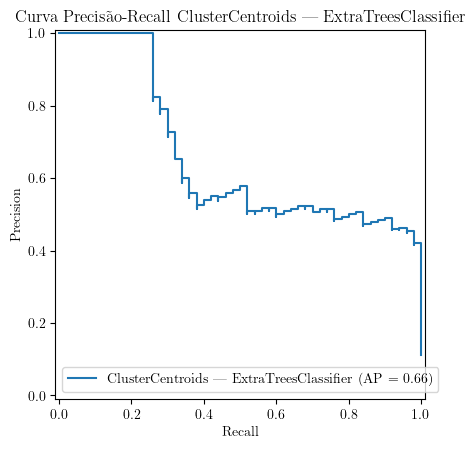 Curva Precisão-Recall ClusterCentroids — ExtraTreesClassifier
1.0
0.8
0.6
0.4
0.2
0.0
Precision
ClusterCentroids — ExtraTreesClassifier (AP = 0.66)
0.0 0.2 0.4 0.6 0.8 1.0
Recall